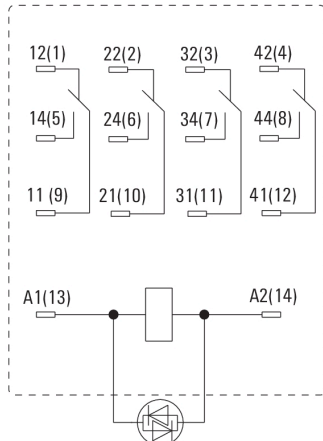 12(1) 22(2) 32(3) 42(4)
14(5) 24(6) 34(7) 44(8)
11 (9) 21(10) 31(11) 41(12)
A1(13) A2(14)